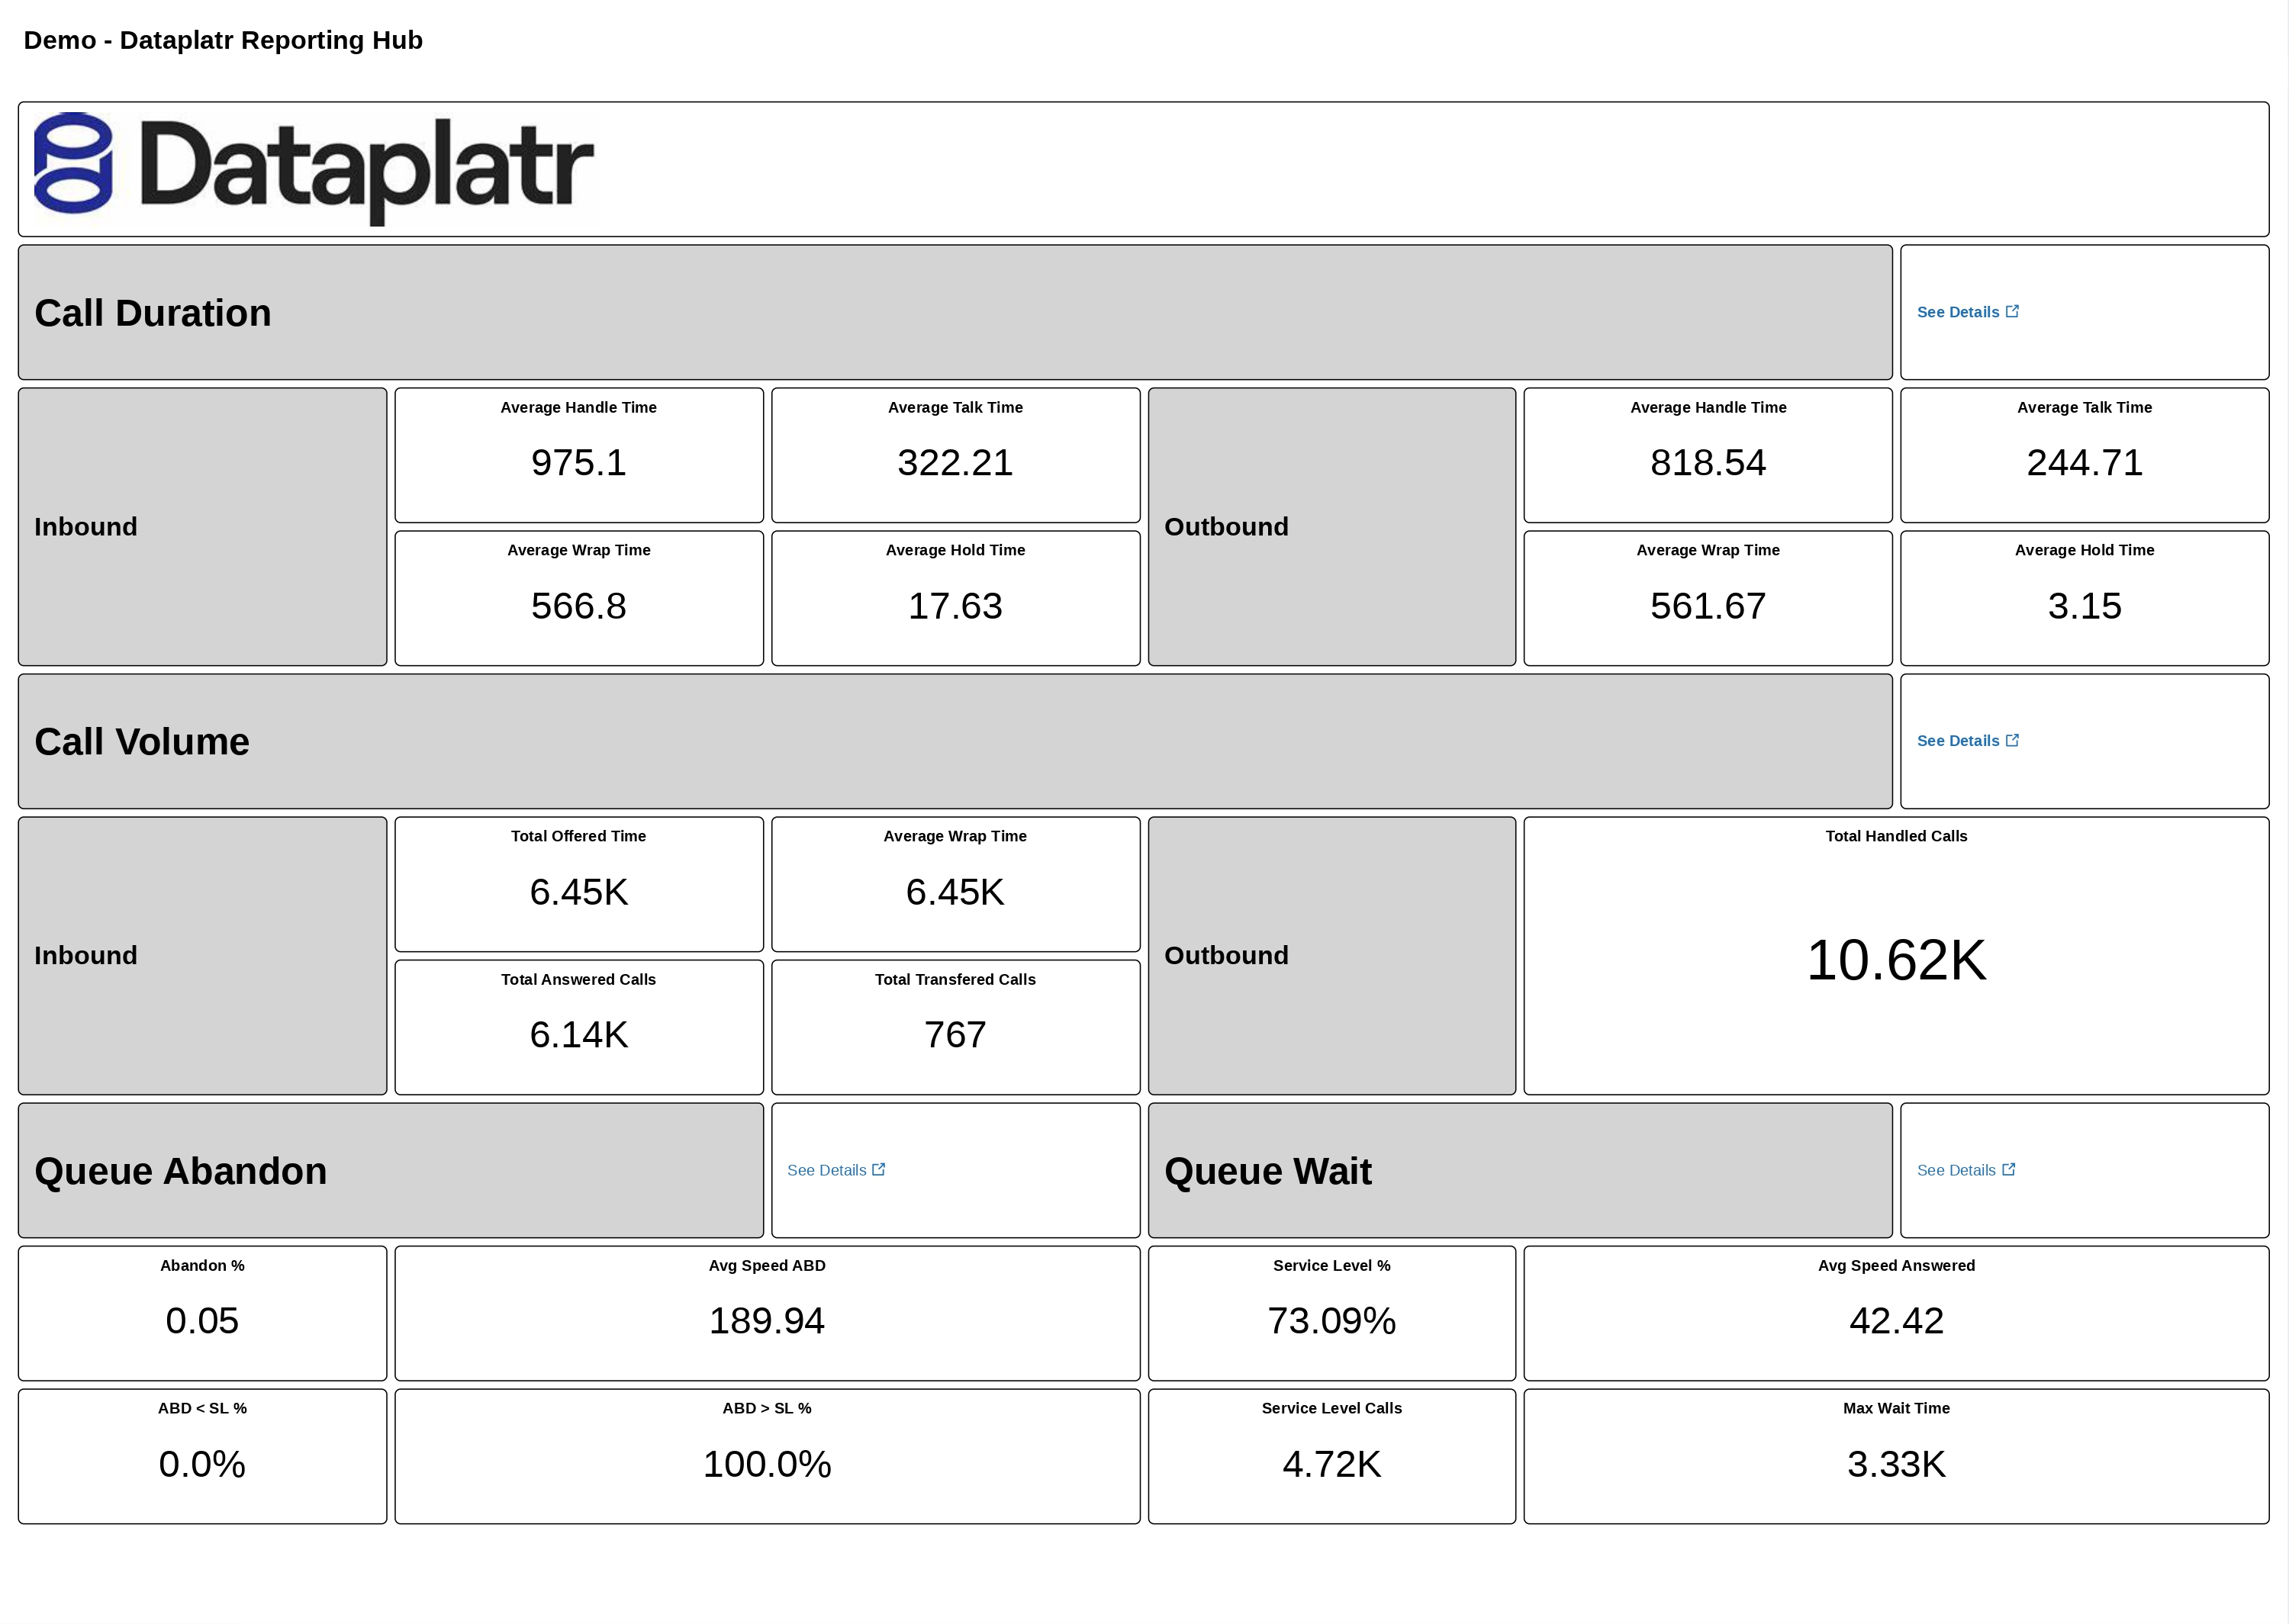 Demo - Dataplatr Reporting Hub
Dataplatr
Call Duration
See Details
Inbound
Average Handle Time
975.1
Average Talk Time
322.21
Average Wrap Time
566.8
Average Hold Time
17.63
Outbound
Average Handle Time
818.54
Average Talk Time
244.71
Average Wrap Time
561.67
Average Hold Time
3.15
Call Volume
See Details
Inbound
Total Offered Time
6.45K
Average Wrap Time
6.45K
Total Answered Calls
6.14K
Total Transfered Calls
767
Outbound
Total Handled Calls
10.62K
Queue Abandon
See Details
Queue Wait
See Details
Abandon %
0.05
Avg Speed ABD
189.94
Service Level %
73.09%
Avg Speed Answered
42.42
ABD < SL %
0.0%
ABD > SL %
100.0%
Service Level Calls
4.72K
Max Wait Time
3.33K